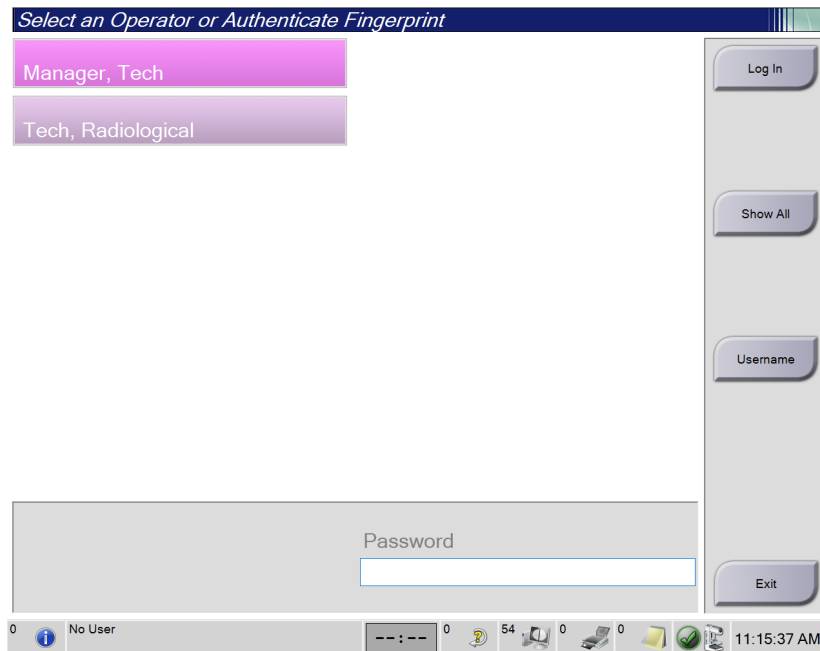 Select an Operator or Authenticate Fingerprint
Manager, Tech
Log In
Tech, Radiological
Show All
Username
Password
Exit
0 No User --:-- 0 54 0 0 11:15:37 AM